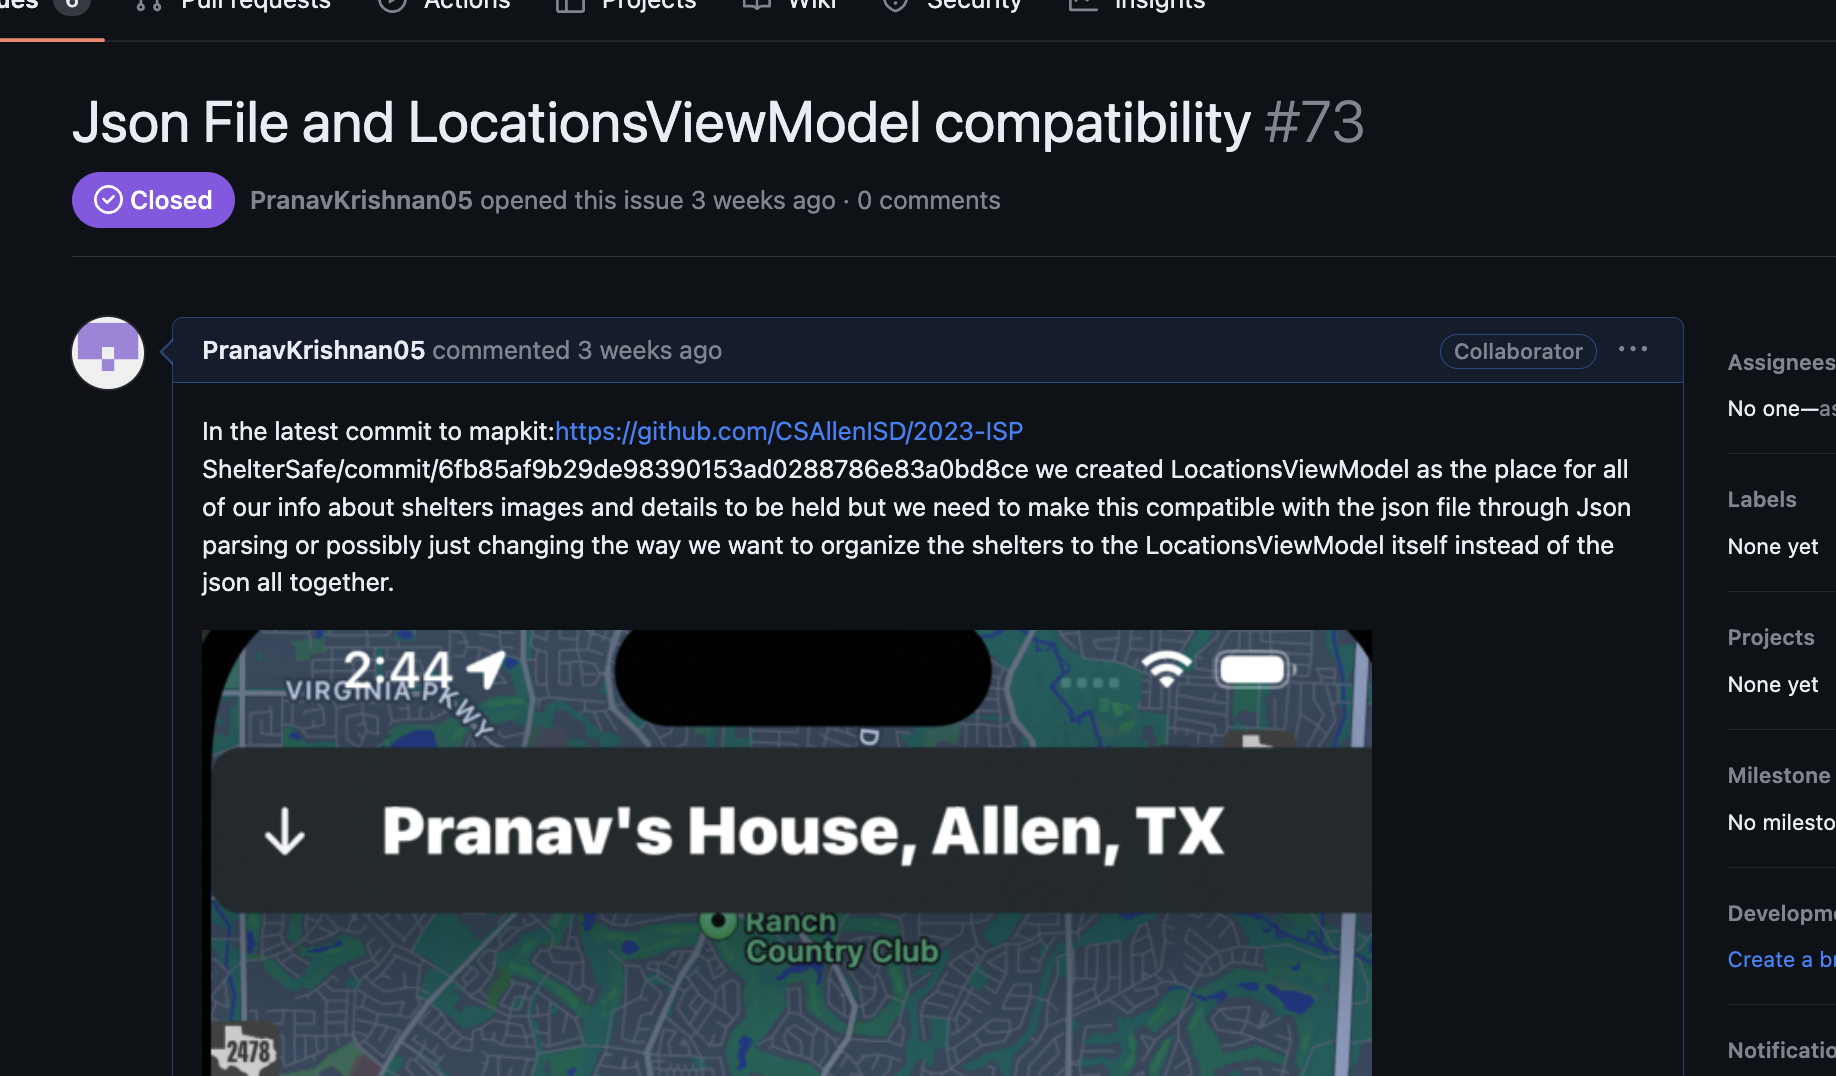 6
Pull requests
Actions
Projects
Wiki
Security
Insights
Json File and LocationsViewModel compatibility #73
Closed
PranavKrishnan05 opened this issue 3 weeks ago · 0 comments
PranavKrishnan05 commented 3 weeks ago
Collaborator
In the latest commit to mapkit:https://github.com/CSAllenISD/2023-ISP
ShelterSafe/commit/6fb85af9b29de98390153ad0288786e83a0bd8ce we created LocationsViewModel as the place for all
of our info about shelters images and details to be held but we need to make this compatible with the json file through Json
parsing or possibly just changing the way we want to organize the shelters to the LocationsViewModel itself instead of the
json all together.
2:44
VIRGINIA PKWY
D
Pranav's House, Allen, TX
Ranch
Country Club
2478
Assignees
No one—as
Labels
None yet
Projects
None yet
Milestone
No milesto
Developme
Create a br
Notificatio